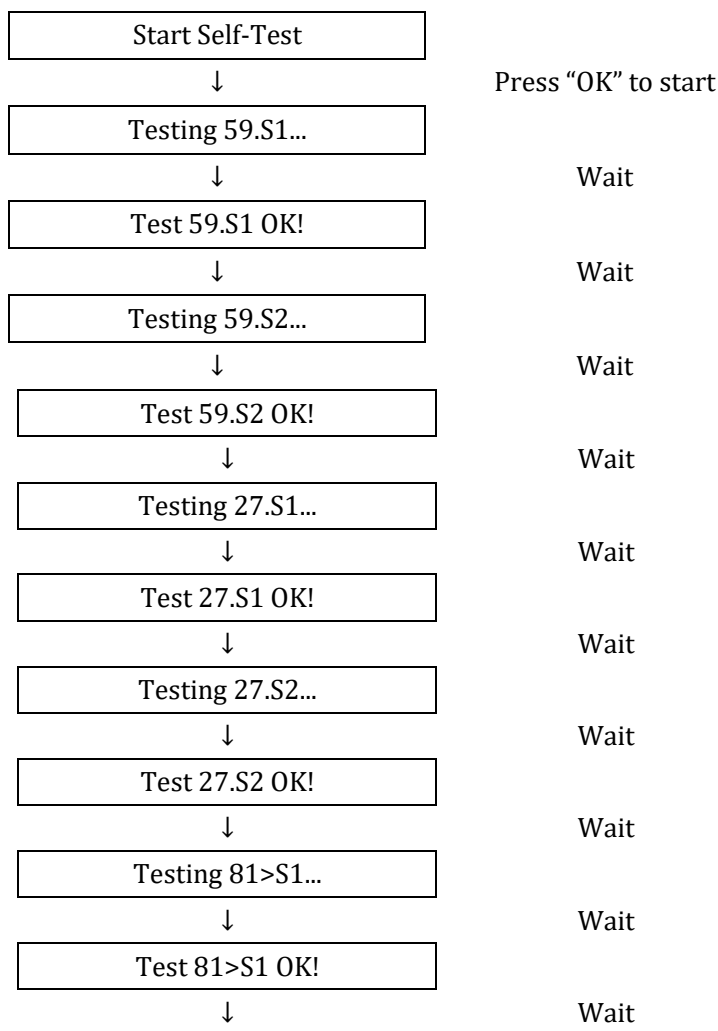 Start Self-Test
↓ Press “OK” to start
Testing 59.S1...
↓ Wait
Test 59.S1 OK!
↓ Wait
Testing 59.S2...
↓ Wait
Test 59.S2 OK!
↓ Wait
Testing 27.S1...
↓ Wait
Test 27.S1 OK!
↓ Wait
Testing 27.S2...
↓ Wait
Test 27.S2 OK!
↓ Wait
Testing 81>S1...
↓ Wait
Test 81>S1 OK!
↓ Wait